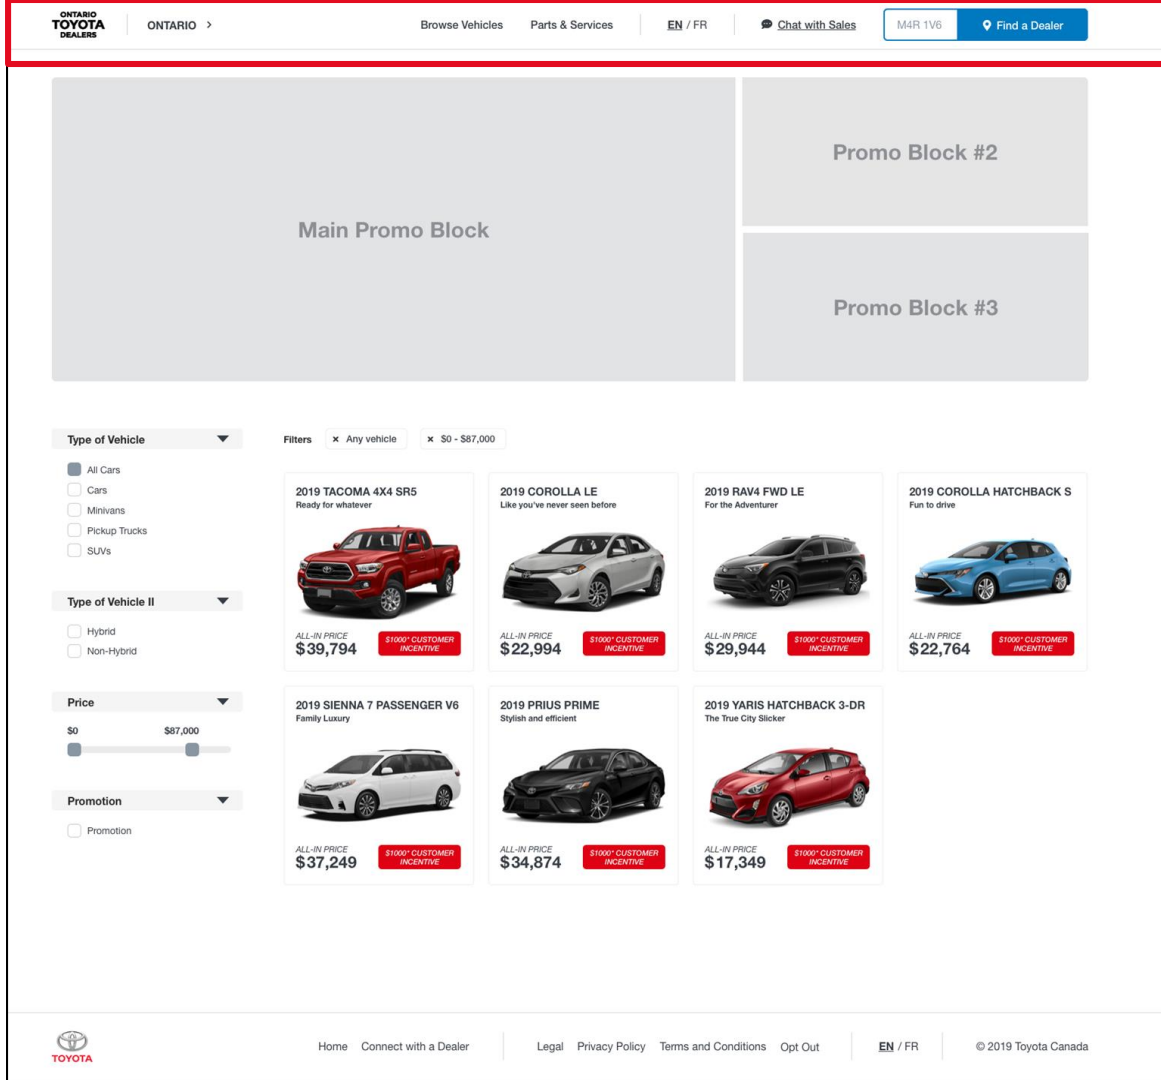 ONTARIO
TOYOTA
DEALERS
ONTARIO >
Browse Vehicles
Parts & Services
EN / FR
Chat with Sales
M4R 1V6
Find a Dealer
Main Promo Block
Promo Block #2
Promo Block #3
Type of Vehicle
All Cars
Cars
Minivans
Pickup Trucks
SUVs
Type of Vehicle II
Hybrid
Non-Hybrid
Price
$0 $87,000
Promotion
Promotion
Filters
× Any vehicle
× $0 - $87,000
2019 TACOMA 4X4 SR5
Ready for whatever
ALL-IN PRICE
$39,794
$1000* CUSTOMER
INCENTIVE
2019 COROLLA LE
Like you've never seen before
ALL-IN PRICE
$22,994
$1000* CUSTOMER
INCENTIVE
2019 RAV4 FWD LE
For the Adventurer
ALL-IN PRICE
$29,944
$1000* CUSTOMER
INCENTIVE
2019 COROLLA HATCHBACK S
Fun to drive
ALL-IN PRICE
$22,764
$1000* CUSTOMER
INCENTIVE
2019 SIENNA 7 PASSENGER V6
Family Luxury
ALL-IN PRICE
$37,249
$1000* CUSTOMER
INCENTIVE
2019 PRIUS PRIME
Stylish and efficient
ALL-IN PRICE
$34,874
$1000* CUSTOMER
INCENTIVE
2019 YARIS HATCHBACK 3-DR
The True City Slicker
ALL-IN PRICE
$17,349
$1000* CUSTOMER
INCENTIVE
TOYOTA
Home
Connect with a Dealer
Legal
Privacy Policy
Terms and Conditions
Opt Out
EN / FR
© 2019 Toyota Canada